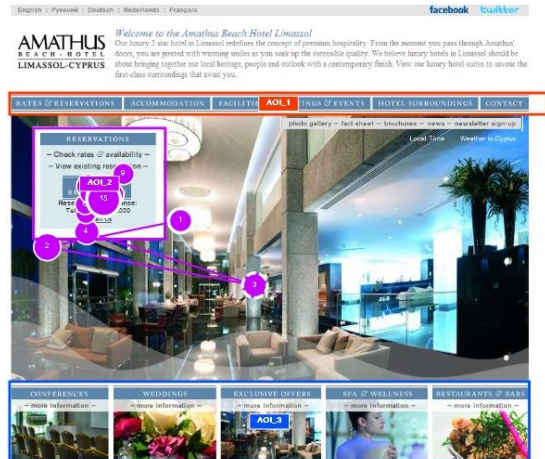 English : Русский : Deutsch : Nederlands : Français
facebook twitter
AMATHUS
BEACH - HOTEL
LIMASSOL-CYPRUS
Welcome to the Amathus Beach Hotel Limassol
Our luxury 5 star hotel in Limassol redefines the concept of premium hospitality. From the moment you pass through Amathus'
doors, you are greeted with warming smiles as you soak up the ostensible quality. We believe luxury hotels in Limassol should be
about bringing together our local heritage, people and outlook with a contemporary finish. View our luxury hotel suites to savour the
first-class surroundings that await you.
RATES & RESERVATIONS ACCOMMODATION FACILITI AOI_1 TINGS & EVENTS HOTEL SURROUNDINGS CONTACT
photo gallery ~ fact sheet ~ brochures ~ news ~ newsletter sign-up
Local Time Weather in Cyprus
RESERVATIONS
~ Check rates & availability ~
~ View existing reservation ~
9
AOI_2
15
1
4
2
3
CONFERENCES WEDDINGS EXCLUSIVE OFFERS SPA & WELLNESS RESTAURANTS & BARS
~ more information ~ ~ more information ~ ~ more information ~ ~ more information ~ ~ more information ~
AOI_3